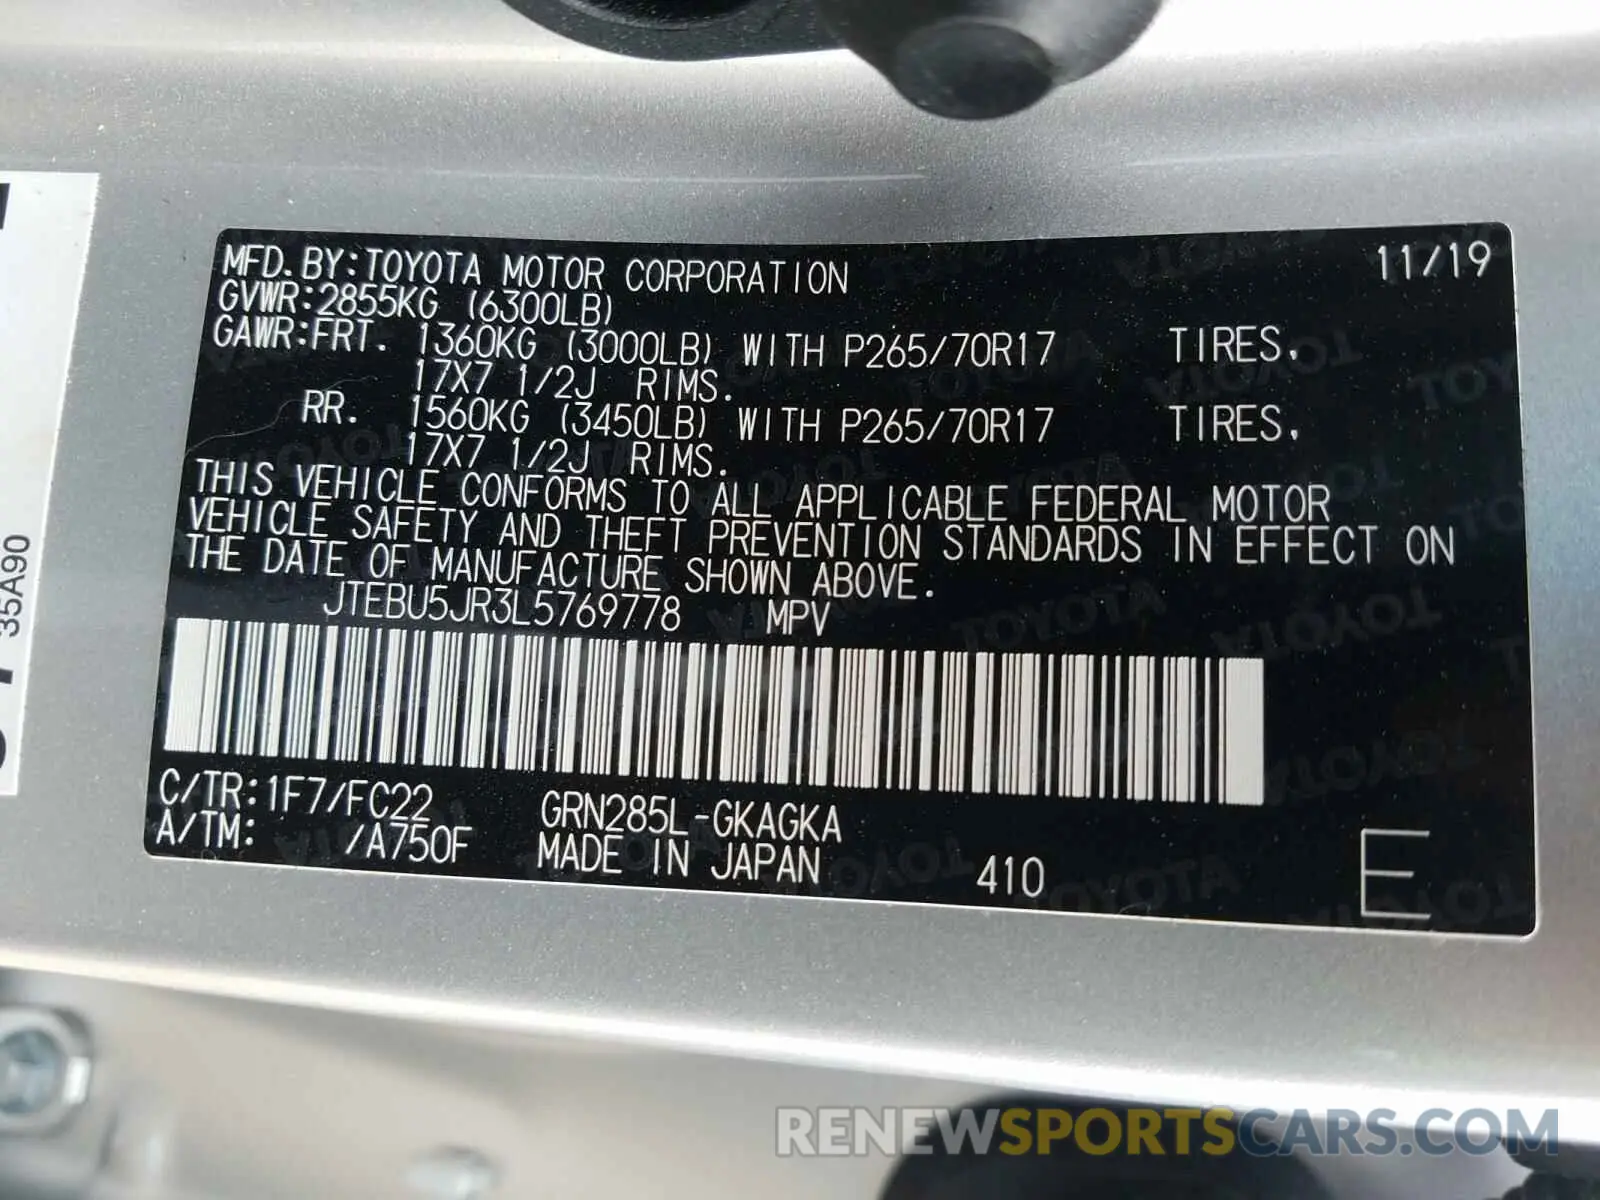 MFD.BY:TOYOTA MOTOR CORPORATION 11/19
GVWR:2855KG (6300LB)
GAWR:FRT. 1360KG (3000LB) WITH P265/70R17 TIRES,
17X7 1/2J RIMS.
RR. 1560KG (3450LB) WITH P265/70R17 TIRES,
17X7 1/2J RIMS.
THIS VEHICLE CONFORMS TO ALL APPLICABLE FEDERAL MOTOR
VEHICLE SAFETY AND THEFT PREVENTION STANDARDS IN EFFECT ON
THE DATE OF MANUFACTURE SHOWN ABOVE.
JTEBU5JR3L5769778 MPV
C/TR:1F7/FC22 GRN285L-GKAGKA
A/TM: /A750F MADE IN JAPAN 410 E
35A90
RENEWSPORTSCARS.COM